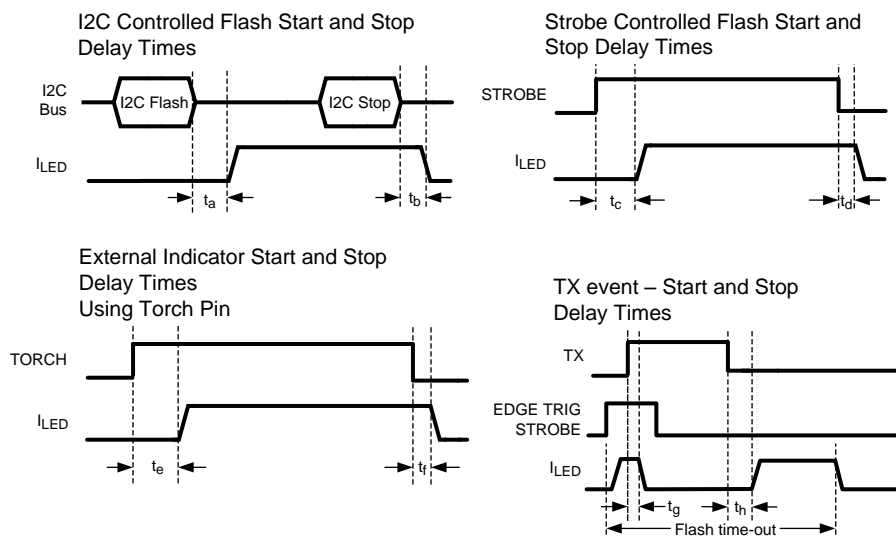 I2C Controlled Flash Start and Stop
Delay Times
I2C
Bus
I2C Flash
I2C Stop
ILED
ta
tb
Strobe Controlled Flash Start and
Stop Delay Times
STROBE
ILED
tc
td
External Indicator Start and Stop
Delay Times
Using Torch Pin
TORCH
ILED
te
tf
TX event – Start and Stop
Delay Times
TX
EDGE TRIG
STROBE
ILED
tg
th
Flash time-out